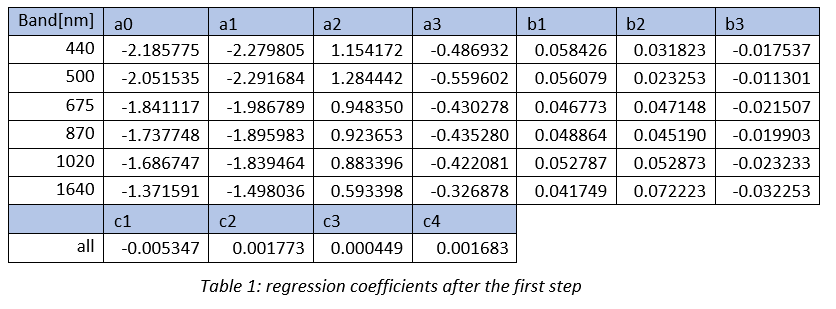 Band[nm] a0 a1 a2 a3 b1 b2 b3
440 -2.185775 -2.279805 1.154172 -0.486932 0.058426 0.031823 -0.017537
500 -2.051535 -2.291684 1.284442 -0.559602 0.056079 0.023253 -0.011301
675 -1.841117 -1.986789 0.948350 -0.430278 0.046773 0.047148 -0.021507
870 -1.737748 -1.895983 0.923653 -0.435280 0.048864 0.045190 -0.019903
1020 -1.686747 -1.839464 0.883396 -0.422081 0.052787 0.052873 -0.023233
1640 -1.371591 -1.498036 0.593398 -0.326878 0.041749 0.072223 -0.032253
c1 c2 c3 c4
all -0.005347 0.001773 0.000449 0.001683
Table 1: regression coefficients after the first step